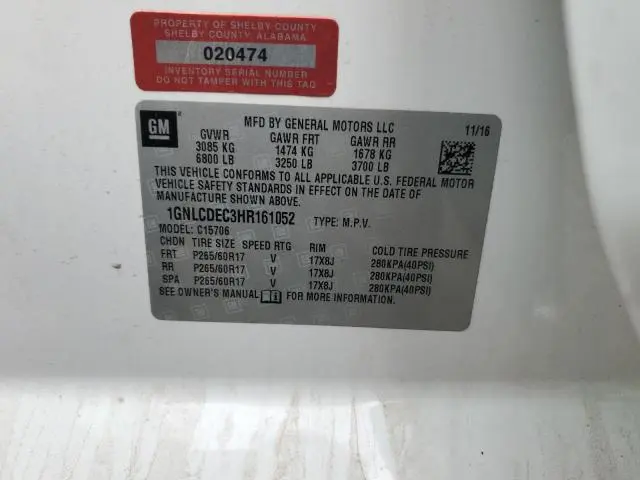 PROPERTY OF SHELBY COUNTY
SHELBY COUNTY, ALABAMA
020474
INVENTORY SERIAL NUMBER
DO NOT TAMPER WITH THIS TAG
GM
MFD BY GENERAL MOTORS LLC 11/16
GVWR GAWR FRT GAWR RR
3085 KG 1474 KG 1678 KG
6800 LB 3250 LB 3700 LB
THIS VEHICLE CONFORMS TO ALL APPLICABLE U.S. FEDERAL MOTOR
VEHICLE SAFETY STANDARDS IN EFFECT ON THE DATE OF
MANUFACTURE SHOWN ABOVE.
1GNLCDEC3HR161052 TYPE: M.P.V.
MODEL: C15706
CHDN TIRE SIZE SPEED RTG RIM COLD TIRE PRESSURE
FRT P265/60R17 V 17X8J 280KPA(40PSI)
RR P265/60R17 V 17X8J 280KPA(40PSI)
SPA P265/60R17 V 17X8J 280KPA(40PSI)
SEE OWNER'S MANUAL FOR MORE INFORMATION